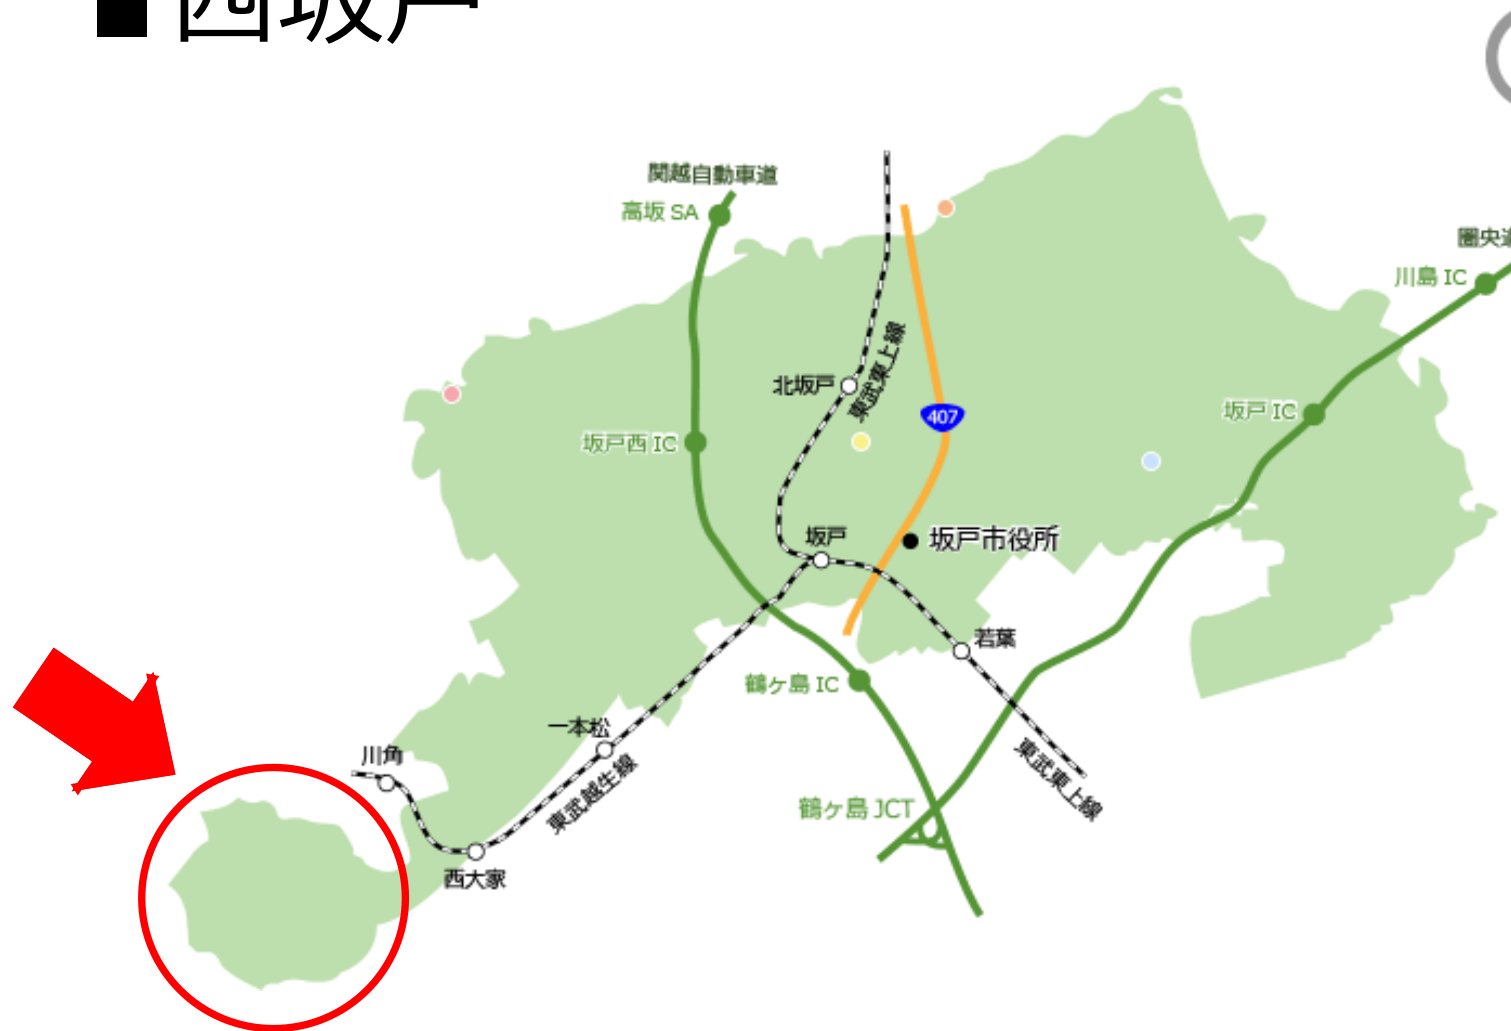 ■西坂戸
関越自動車道
高坂 SA
圏央道
川島 IC
東武東上線
北坂戸
407
坂戸 IC
坂戸西 IC
坂戸
坂戸市役所
若葉
鶴ヶ島 IC
一本松
川角
東武越生線
東武東上線
鶴ヶ島 JCT
西大家